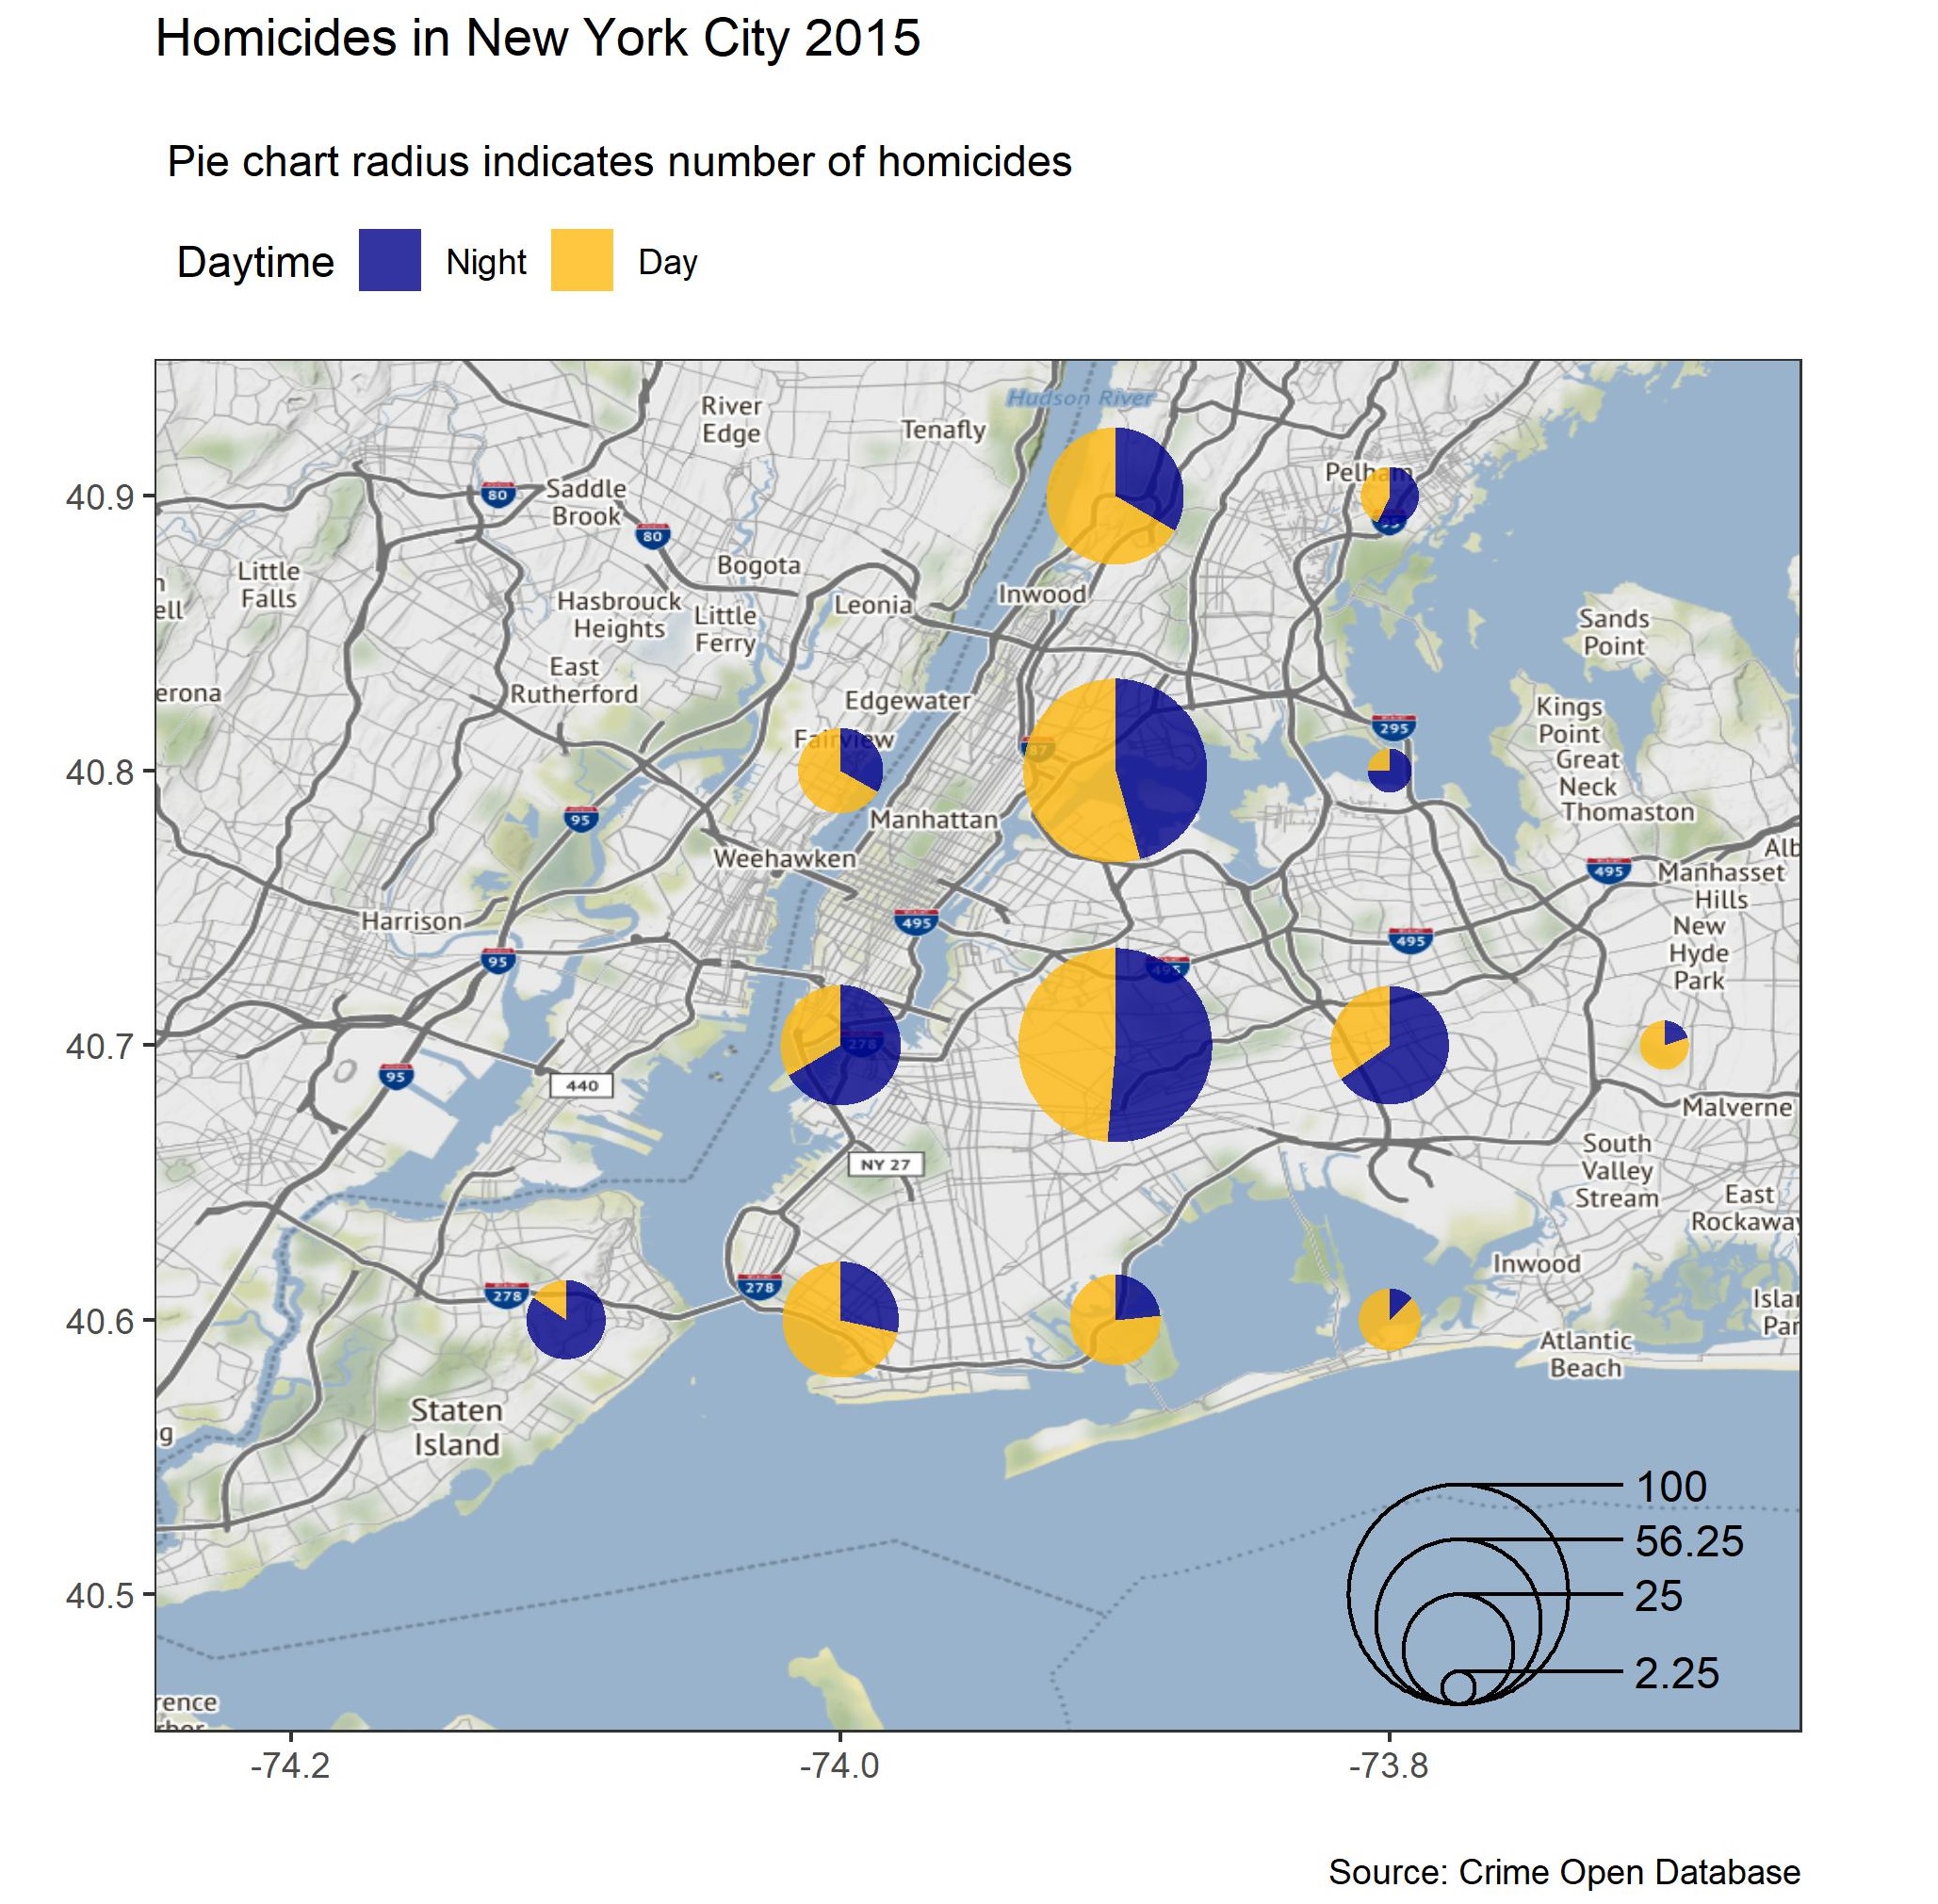 Homicides in New York City 2015
Pie chart radius indicates number of homicides
Daytime Night Day
Hudson River
River
Edge
Tenafly
Pelham
40.9
80
Saddle
Brook
95
80
Bogota
Little
Falls
ell
Hasbrouck
Heights
Little
Ferry
Leonia
Inwood
Sands
Point
East
Rutherford
erona
Edgewater
Kings
Point
Fairview
87
295
Great
Neck
40.8
Manhattan
Thomaston
95
Weehawken
Alb
495
Manhasset
Hills
Harrison
495
495
New
Hyde
Park
95
495
40.7
278
95
440
Malverne
South
Valley
Stream
NY 27
East
Rockaway
Inwood
278
278
40.6
Islan
Par
Atlantic
Beach
Staten
Island
g
100
56.25
40.5
25
2.25
rence
-74.2
-74.0
-73.8
Source: Crime Open Database